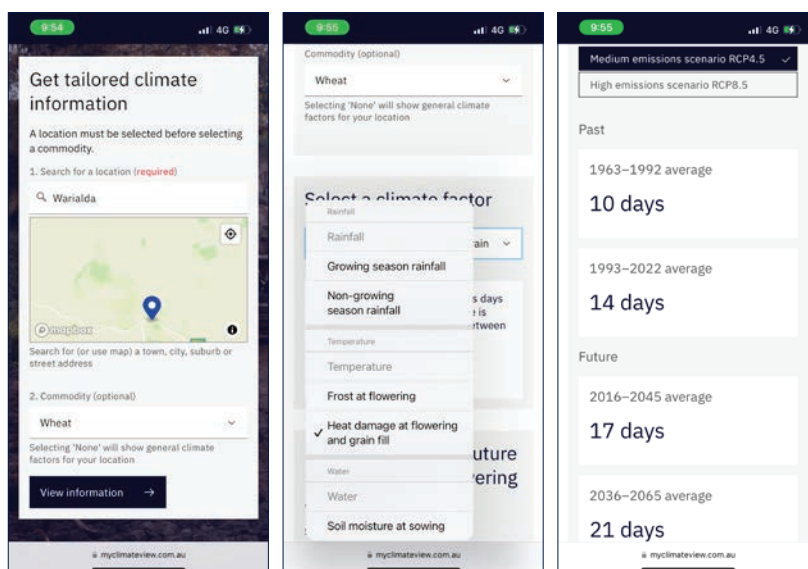 9:54
4G
Get tailored climate
information
A location must be selected before selecting
a commodity.
1. Search for a location (required)
Warialda
mapbox
Search for (or use map) a town, city, suburb or
street address
2. Commodity (optional)
Wheat
Selecting 'None' will show general climate
factors for your location
View information →
myclimateview.com.au
9:55
4G
Commodity (optional)
Wheat
Selecting 'None' will show general climate
factors for your location
Select a climate factor
Rainfall
Rainfall
ain
Growing season rainfall
Non-growing
season rainfall
s days
is
tween
Temperature
Temperature
Frost at flowering
Heat damage at flowering
and grain fill
uture
ering
Water
Water
Soil moisture at sowing
myclimateview.com.au
9:55
4G
Medium emissions scenario RCP4.5
High emissions scenario RCP8.5
Past
1963–1992 average
10 days
1993–2022 average
14 days
Future
2016–2045 average
17 days
2036–2065 average
21 days
myclimateview.com.au